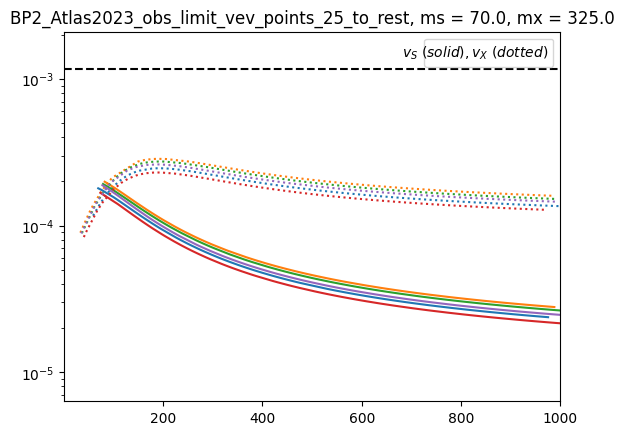 BP2_Atlas2023_obs_limit_vev_points_25_to_rest, ms = 70.0, mx = 325.0
v_S (solid), v_X (dotted)
10^{-3}
10^{-4}
10^{-5}
200 400 600 800 1000